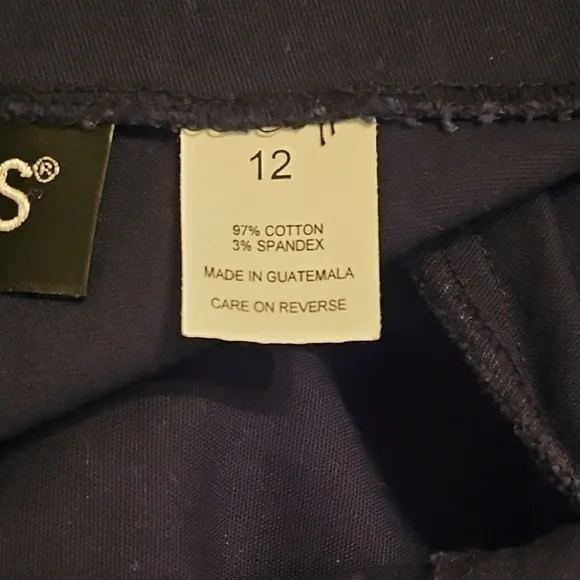 S®
12
97% COTTON
3% SPANDEX
MADE IN GUATEMALA
CARE ON REVERSE